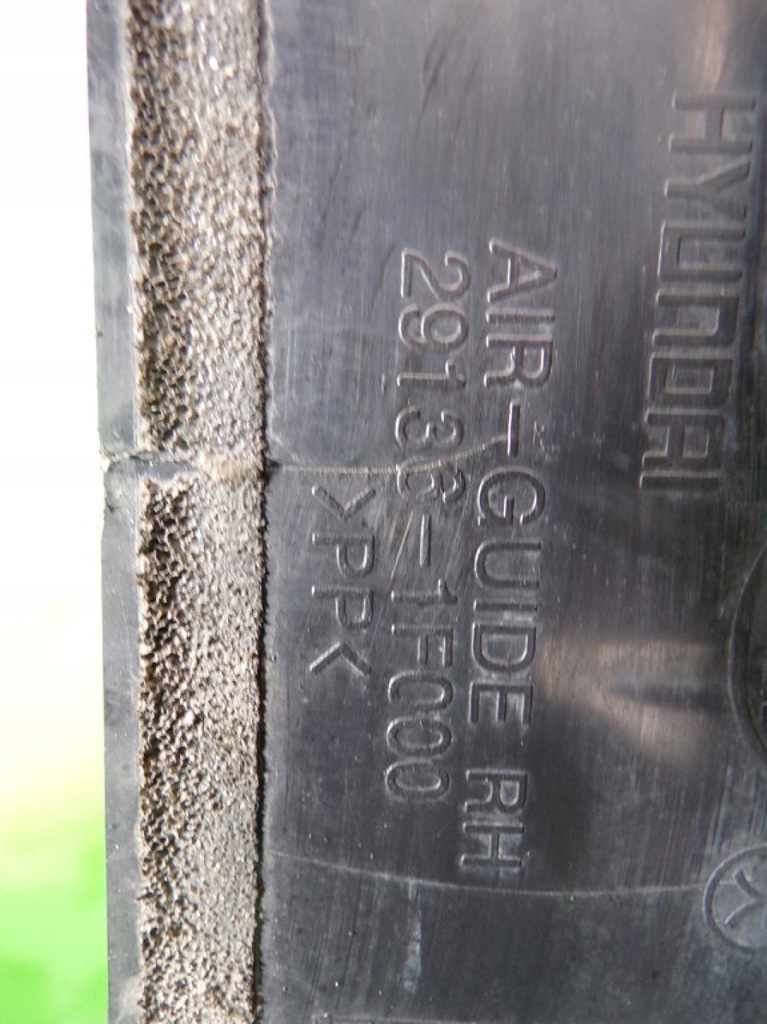 HYUNDAI
AIR-GUIDE RH
29136-1F000
>PP<